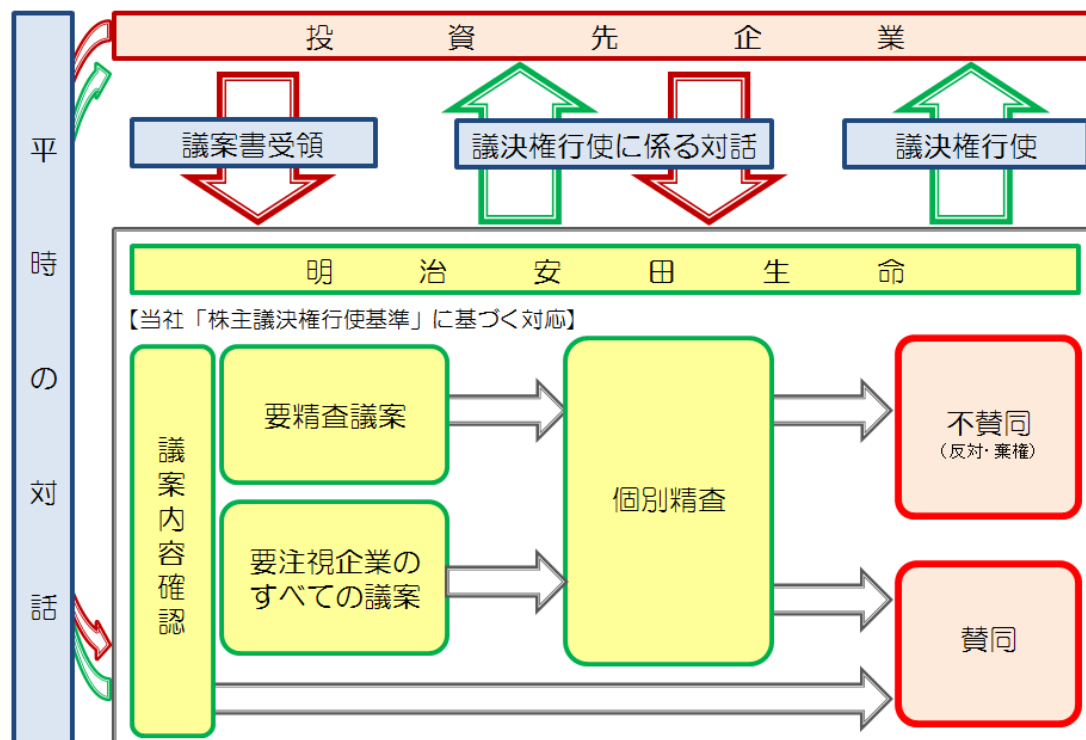 投資先企業
平時の対話
議案書受領
議決権行使に係る対話
議決権行使
明治安田生命
【当社「株主議決権行使基準」に基づく対応】
議案内容確認
要精査議案
要注視企業の
すべての議案
個別精査
不賛同
（反対・棄権）
賛同